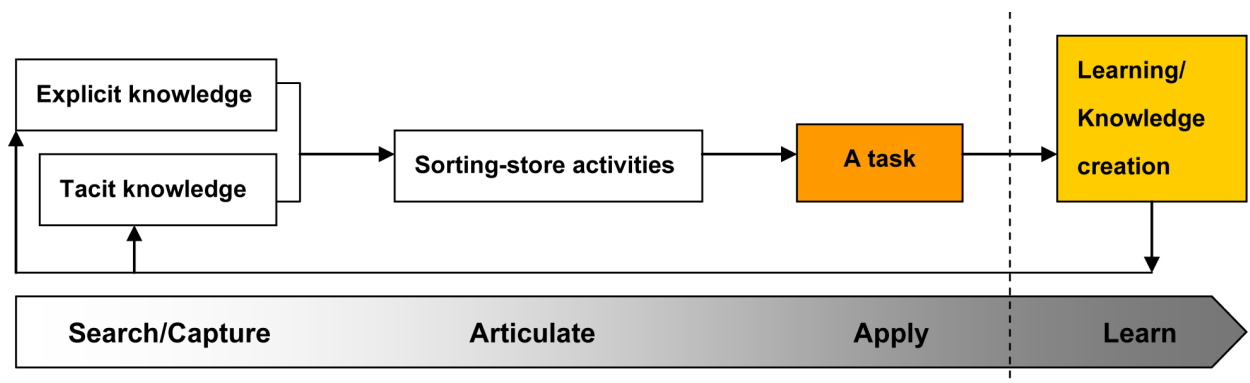 Explicit knowledge
Tacit knowledge
Sorting-store activities
A task
Learning/
Knowledge
creation
Search/Capture
Articulate
Apply
Learn